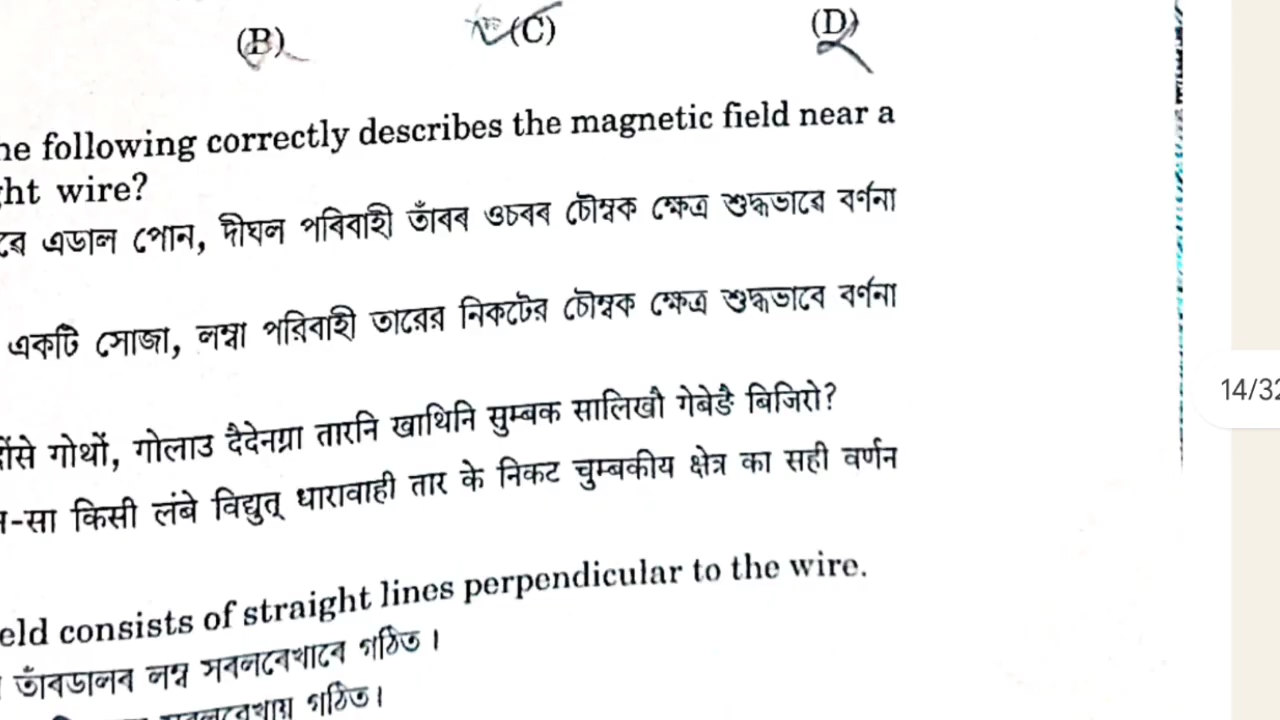 (B) (C) (D)
he following correctly describes the magnetic field near a
ght wire?
ৰে এডাল পোন, দীঘল পৰিবাহী তাঁৰৰ ওচৰৰ চৌম্বক ক্ষেত্ৰ শুদ্ধভাৱে বৰ্ণনা
একটি সোজা, লম্বা পরিবাহী তারের নিকটের চৌম্বক ক্ষেত্র শুদ্ধভাবে বর্ণনা
14/32
गोथों, गोलाउ दैदेनग्रा तारनि खाथिनि सुम्बक सालिखौ गेबेङै बिजिरो?
न-सा किसी लंबे विद्युत् धारावाही तार के निकट चुम्बकीय क्षेत्र का सही वर्णन
eld consists of straight lines perpendicular to the wire.
তাঁৰডালৰ লম্ব সৰলৰেখাৰে গঠিত।
গঠিত।